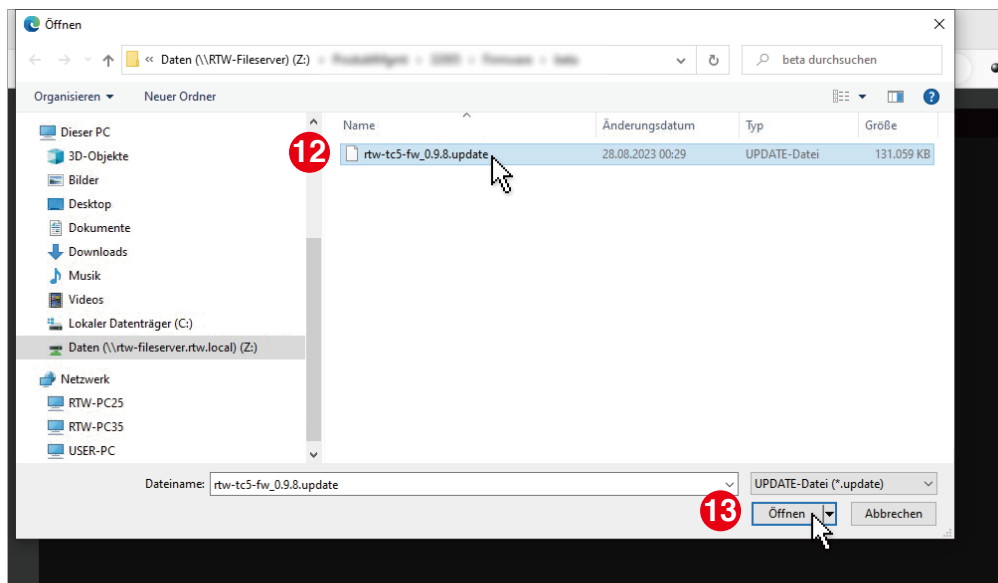 Öffnen
« Daten (\\RTW-Fileserver) (Z:)
beta durchsuchen
Organisieren
Neuer Ordner
Dieser PC
3D-Objekte
Bilder
Desktop
Dokumente
Downloads
Musik
Videos
Lokaler Datenträger (C:)
Daten (\\rtw-fileserver.rtw.local) (Z:)
Netzwerk
RTW-PC25
RTW-PC35
USER-PC
Name Änderungsdatum Typ Größe
12 rtw-tc5-fw_0.9.8.update 28.08.2023 00:29 UPDATE-Datei 131.059 KB
Dateiname: rtw-tc5-fw_0.9.8.update UPDATE-Datei (*.update)
13 Öffnen Abbrechen